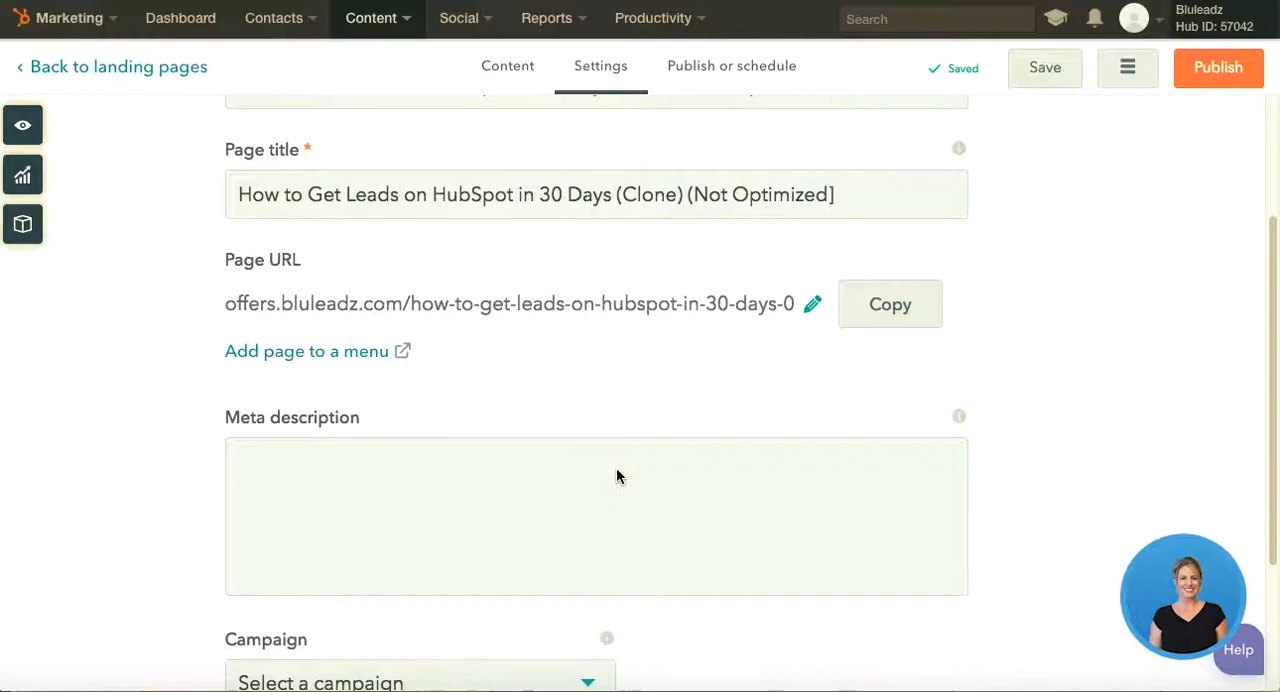 Marketing Dashboard Contacts Content Social Reports Productivity Search Bluleadz
Hub ID: 57042
‹ Back to landing pages Content Settings Publish or schedule Saved Save Publish
Page title *
How to Get Leads on HubSpot in 30 Days (Clone) (Not Optimized]
Page URL
offers.bluleadz.com/how-to-get-leads-on-hubspot-in-30-days-0 Copy
Add page to a menu
Meta description
Campaign
Help
Select a campaign